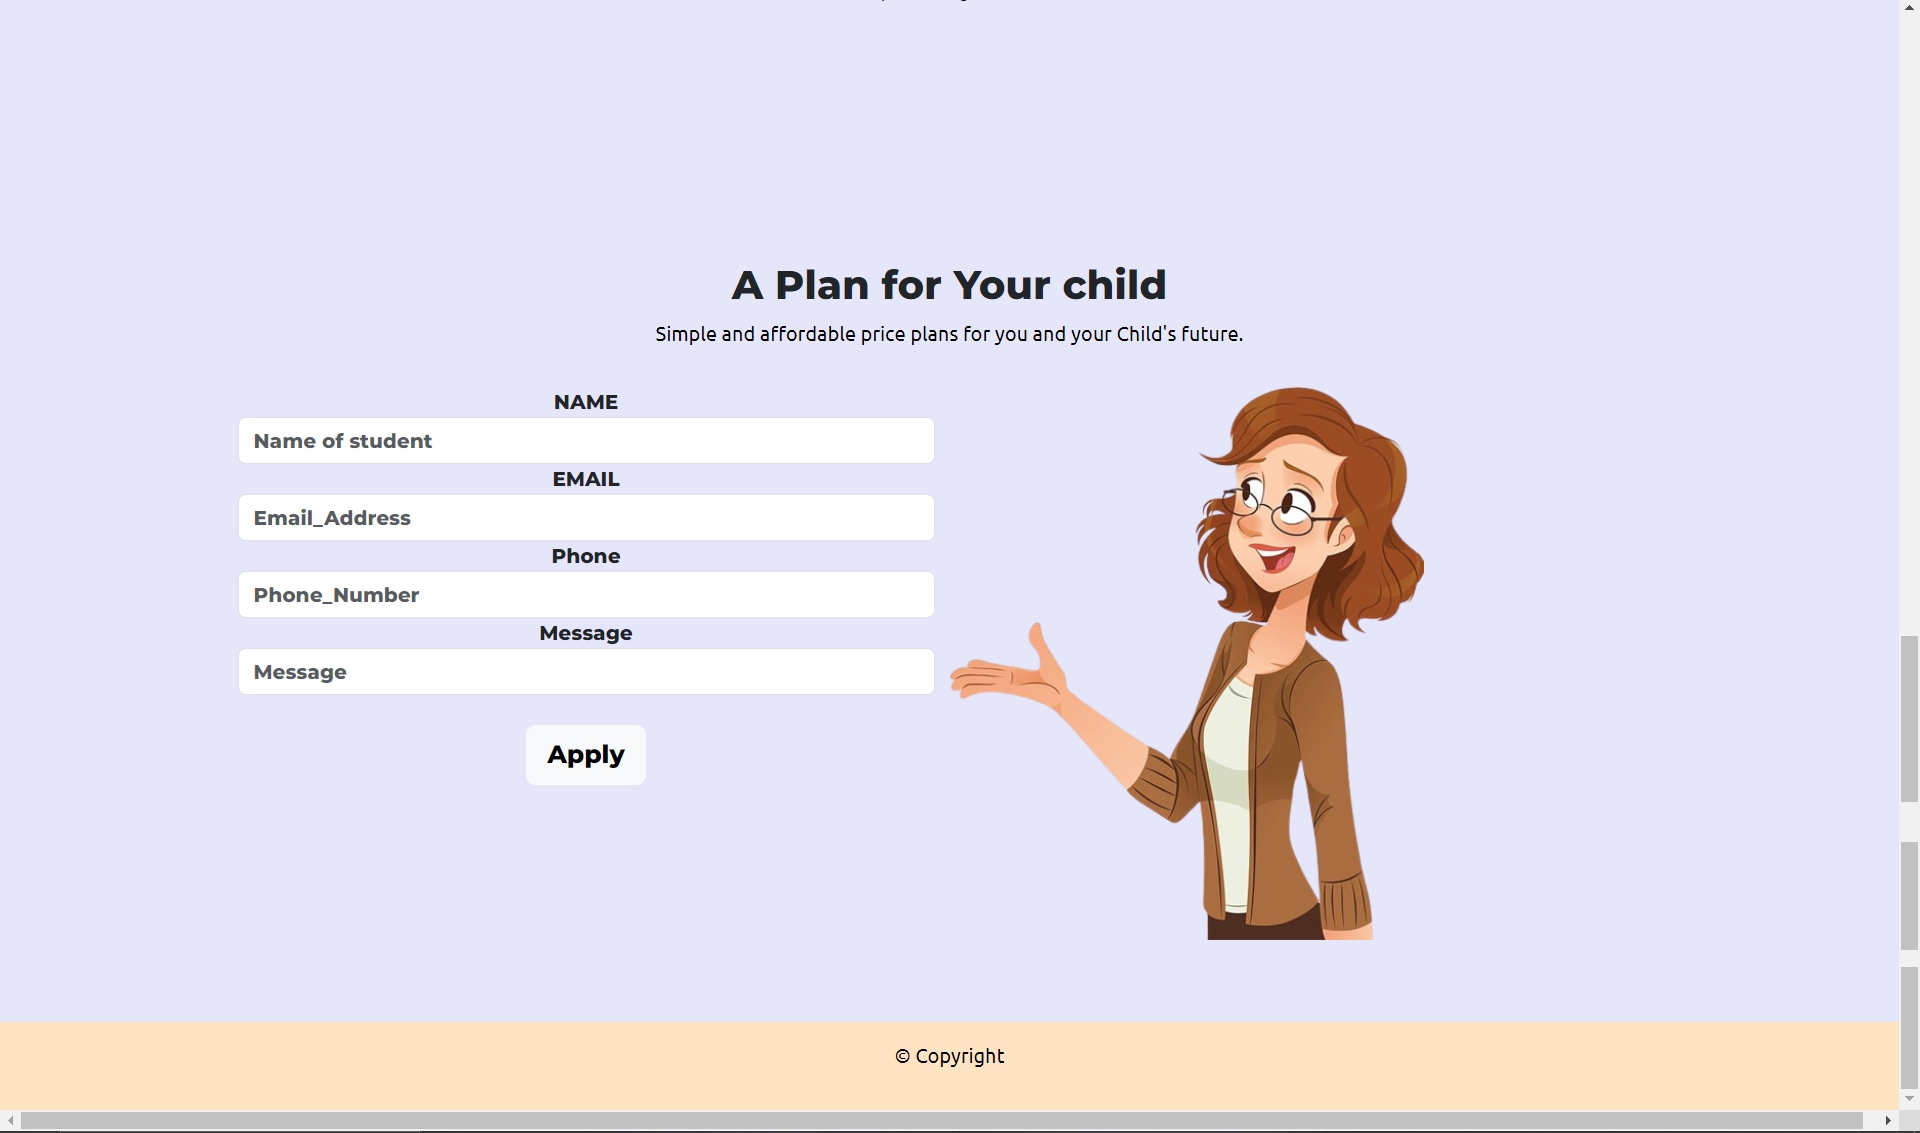 A Plan for Your child
Simple and affordable price plans for you and your Child's future.
NAME
Name of student
EMAIL
Email_Address
Phone
Phone_Number
Message
Message
Apply
© Copyright